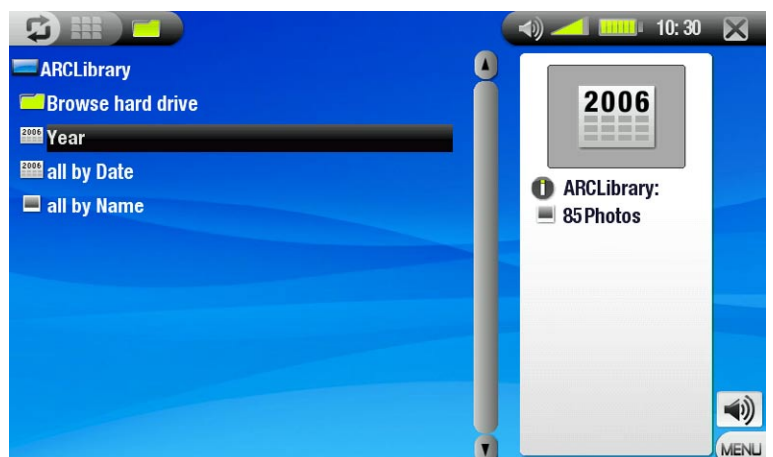 10:30
ARCLibrary
Browse hard drive
2006 Year
2006 all by Date
all by Name
2006
ARCLibrary:
85 Photos
MENU